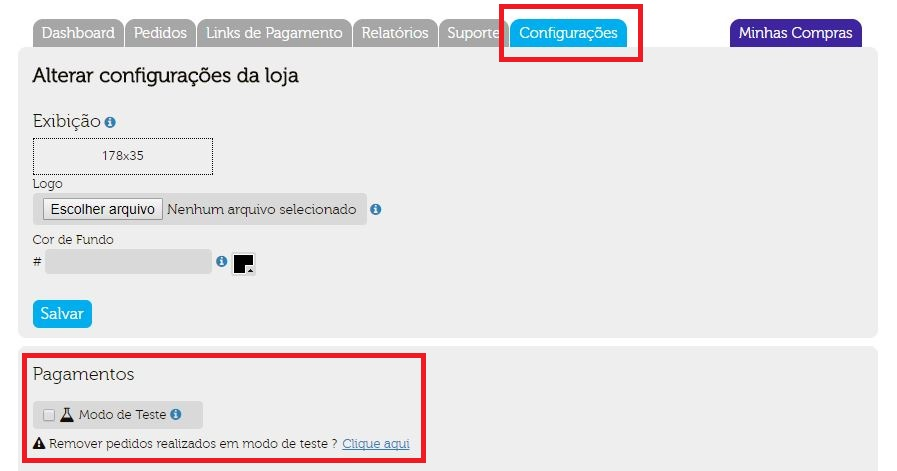 Dashboard Pedidos Links de Pagamento Relatórios Suporte Configurações Minhas Compras
Alterar configurações da loja
Exibição
178x35
Logo
Escolher arquivo Nenhum arquivo selecionado
Cor de Fundo
#
Salvar
Pagamentos
Modo de Teste
Remover pedidos realizados em modo de teste ? Clique aqui